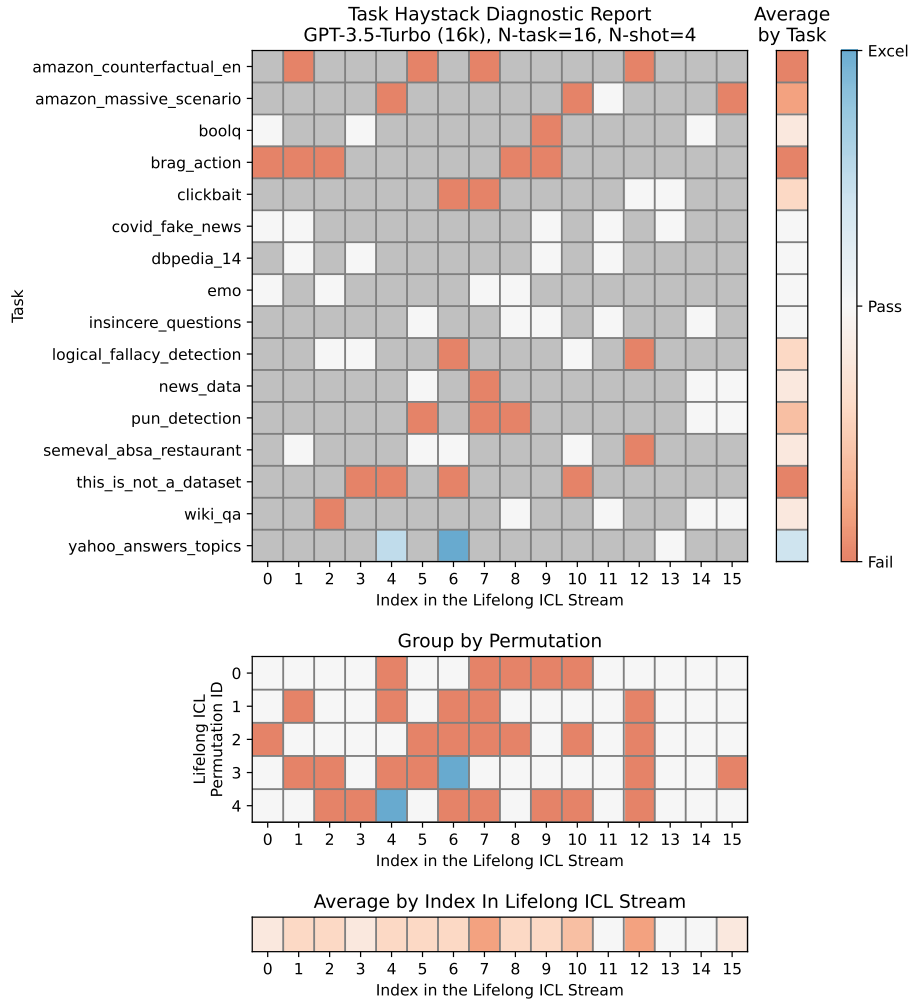 Task Haystack Diagnostic Report
GPT-3.5-Turbo (16k), N-task=16, N-shot=4
Average
by Task
Task
amazon_counterfactual_en
amazon_massive_scenario
boolq
brag_action
clickbait
covid_fake_news
dbpedia_14
emo
insincere_questions
logical_fallacy_detection
news_data
pun_detection
semeval_absa_restaurant
this_is_not_a_dataset
wiki_qa
yahoo_answers_topics
0 1 2 3 4 5 6 7 8 9 10 11 12 13 14 15
Index in the Lifelong ICL Stream
Excel
Pass
Fail
Group by Permutation
Lifelong ICL
Permutation ID
0
1
2
3
4
0 1 2 3 4 5 6 7 8 9 10 11 12 13 14 15
Index in the Lifelong ICL Stream
Average by Index In Lifelong ICL Stream
0 1 2 3 4 5 6 7 8 9 10 11 12 13 14 15
Index in the Lifelong ICL Stream